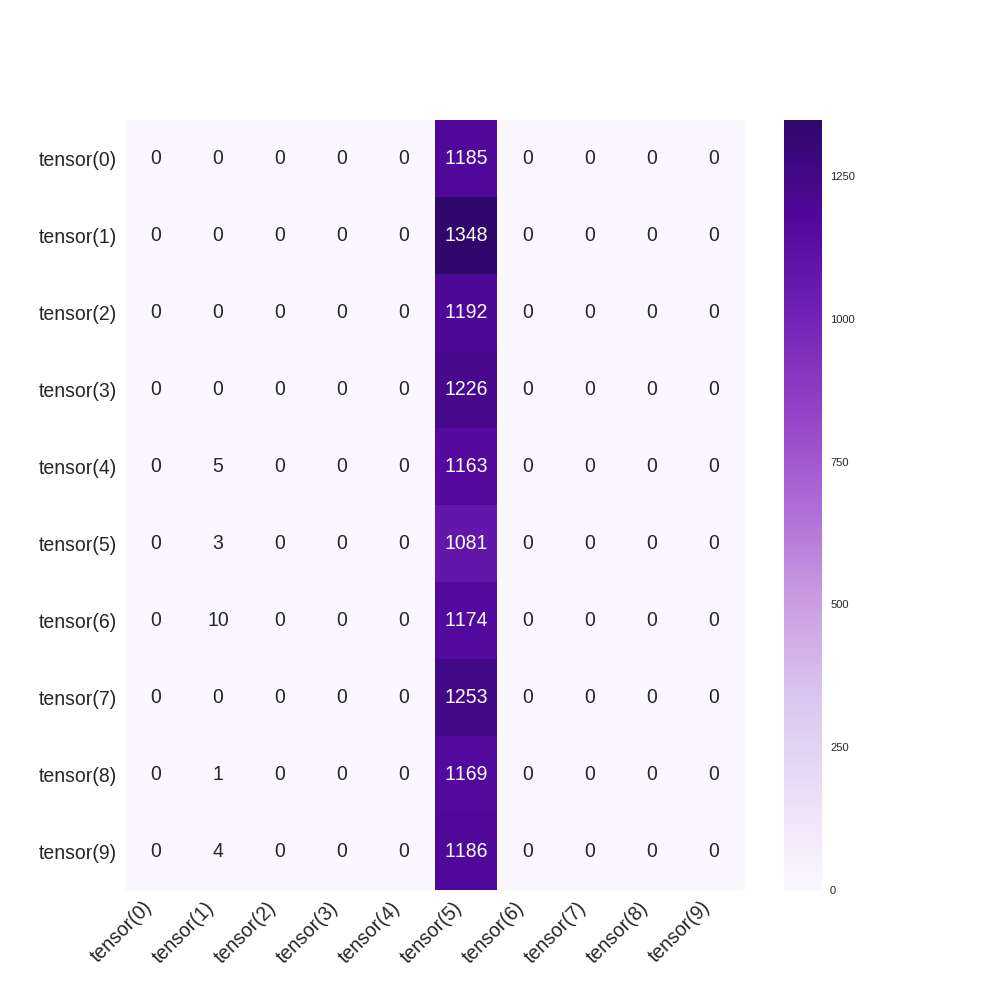 tensor(0) 0 0 0 0 0 1185 0 0 0 0
tensor(1) 0 0 0 0 0 1348 0 0 0 0
tensor(2) 0 0 0 0 0 1192 0 0 0 0
tensor(3) 0 0 0 0 0 1226 0 0 0 0
tensor(4) 0 5 0 0 0 1163 0 0 0 0
tensor(5) 0 3 0 0 0 1081 0 0 0 0
tensor(6) 0 10 0 0 0 1174 0 0 0 0
tensor(7) 0 0 0 0 0 1253 0 0 0 0
tensor(8) 0 1 0 0 0 1169 0 0 0 0
tensor(9) 0 4 0 0 0 1186 0 0 0 0
tensor(0) tensor(1) tensor(2) tensor(3) tensor(4) tensor(5) tensor(6) tensor(7) tensor(8) tensor(9)
1250
1000
750
500
250
0